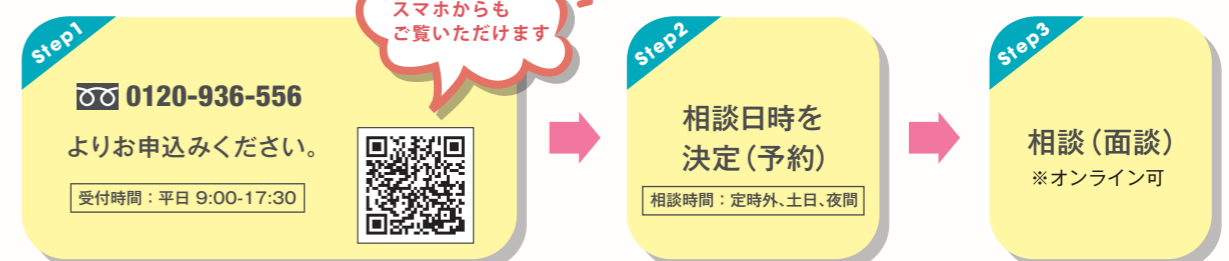 Step1
スマホからも
ご覧いただけます
0120-936-556
よりお申込みください。
受付時間：平日 9:00-17:30
Step2
相談日時を
決定（予約）
相談時間：定時外、土日、夜間
Step3
相談（面談）
※オンライン可